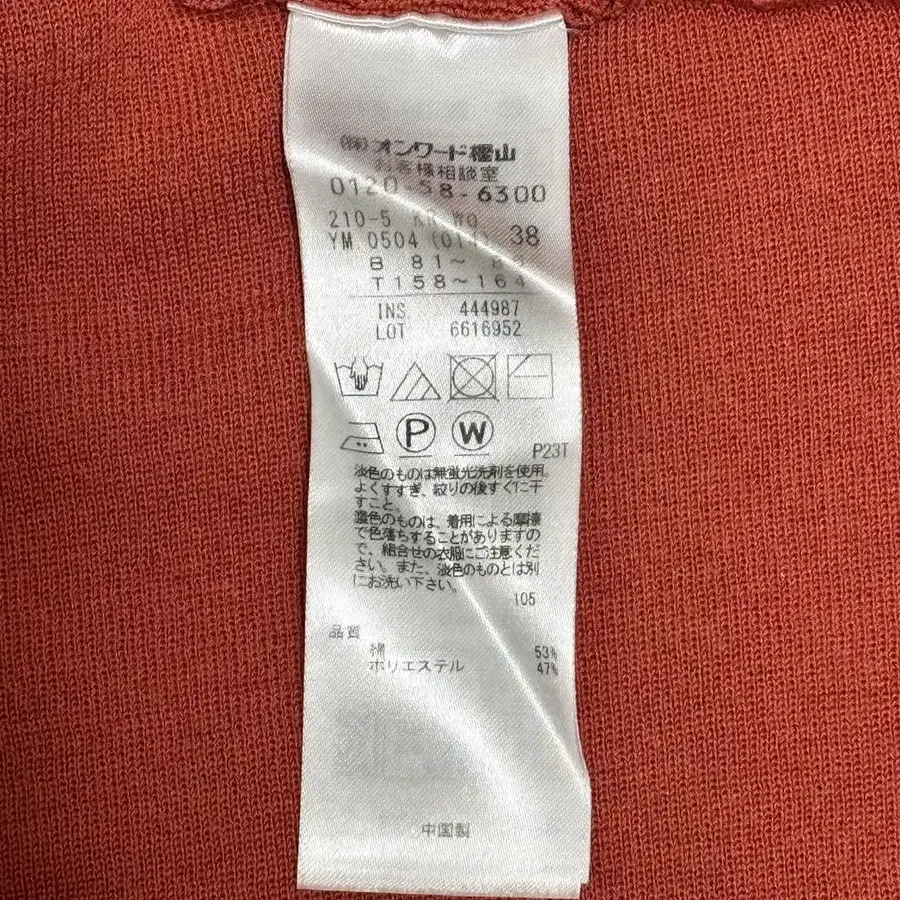 ㈱オンワード樫山
お客様相談室
0120-58-6300
210-5
YM 0504 38
B 81～
T158～164
INS 444987
LOT 6616952
P
W
P23T
淡色のものは無蛍光洗剤を使用。
よくすすぎ、絞りの後すぐに干
すこと。
濃色のものは、着用による摩擦
で色落ちすることがありますの
で、組合せの衣服にご注意くだ
さい。また、淡色のものとは別
にお洗い下さい。
105
品質
綿 53%
ポリエステル 47%
中国製